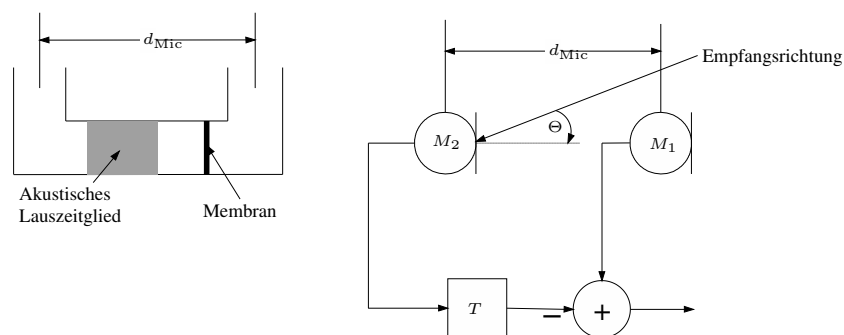 d_Mic
Akustisches
Lauszeitglied
Membran
d_Mic
Empfangsrichtung
Θ
M_2
M_1
T
−
+